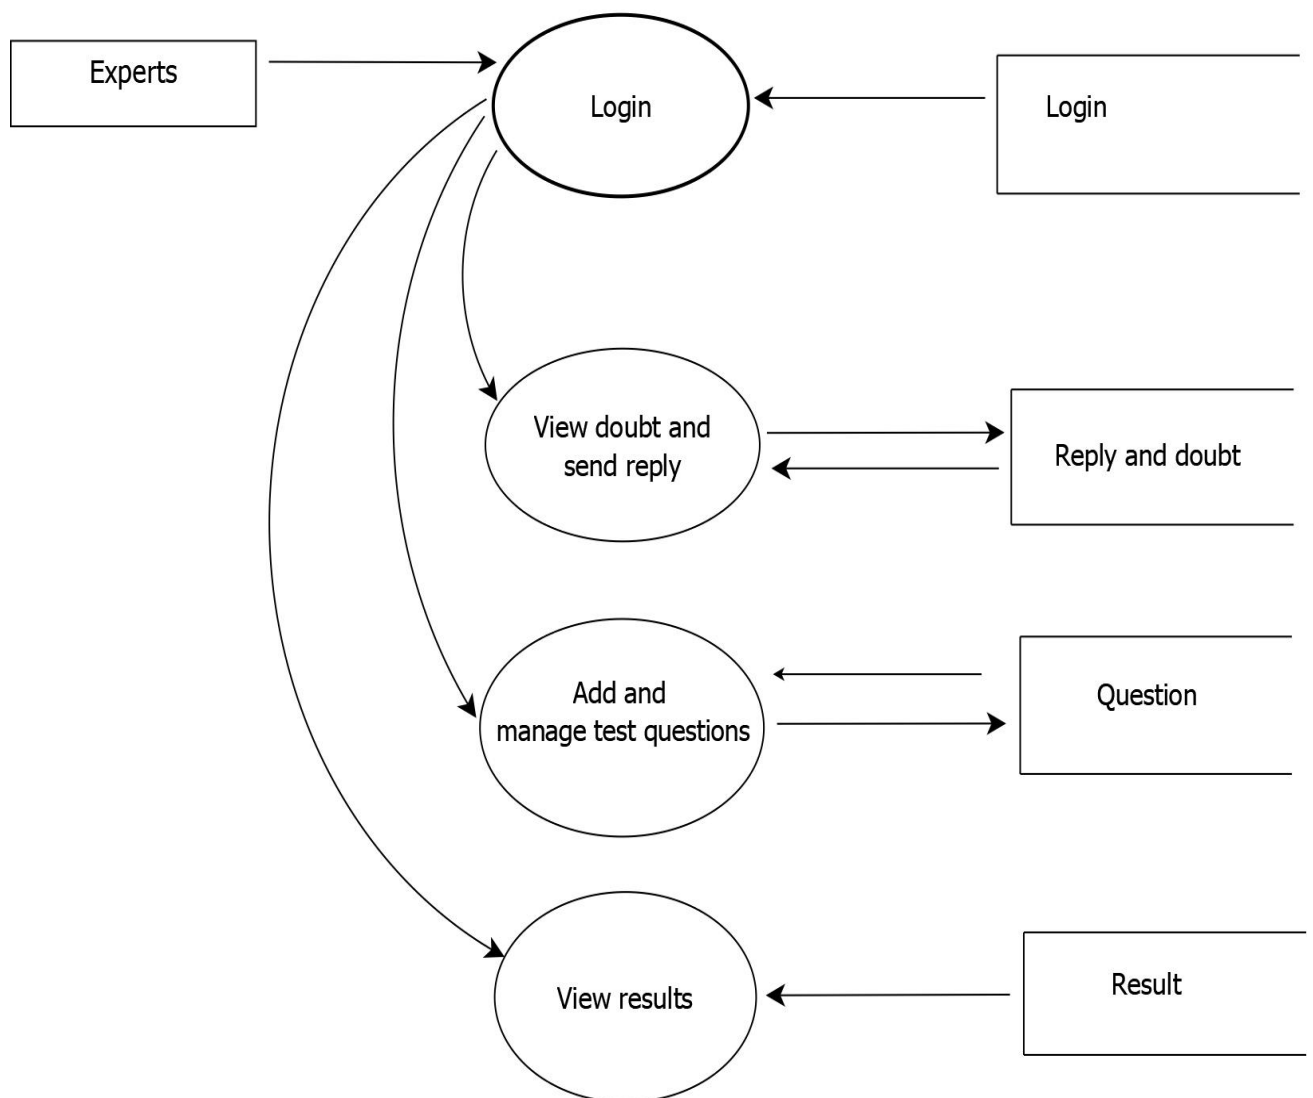 Experts
Login
Login
View doubt and
send reply
Reply and doubt
Add and
manage test questions
Question
View results
Result